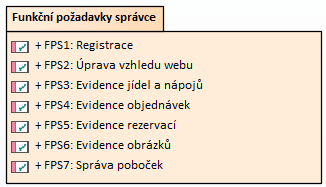 Funkční požadavky správce
+ FPS1: Registrace
+ FPS2: Úprava vzhledu webu
+ FPS3: Evidence jídel a nápojů
+ FPS4: Evidence objednávek
+ FPS5: Evidence rezervací
+ FPS6: Evidence obrázků
+ FPS7: Správa poboček